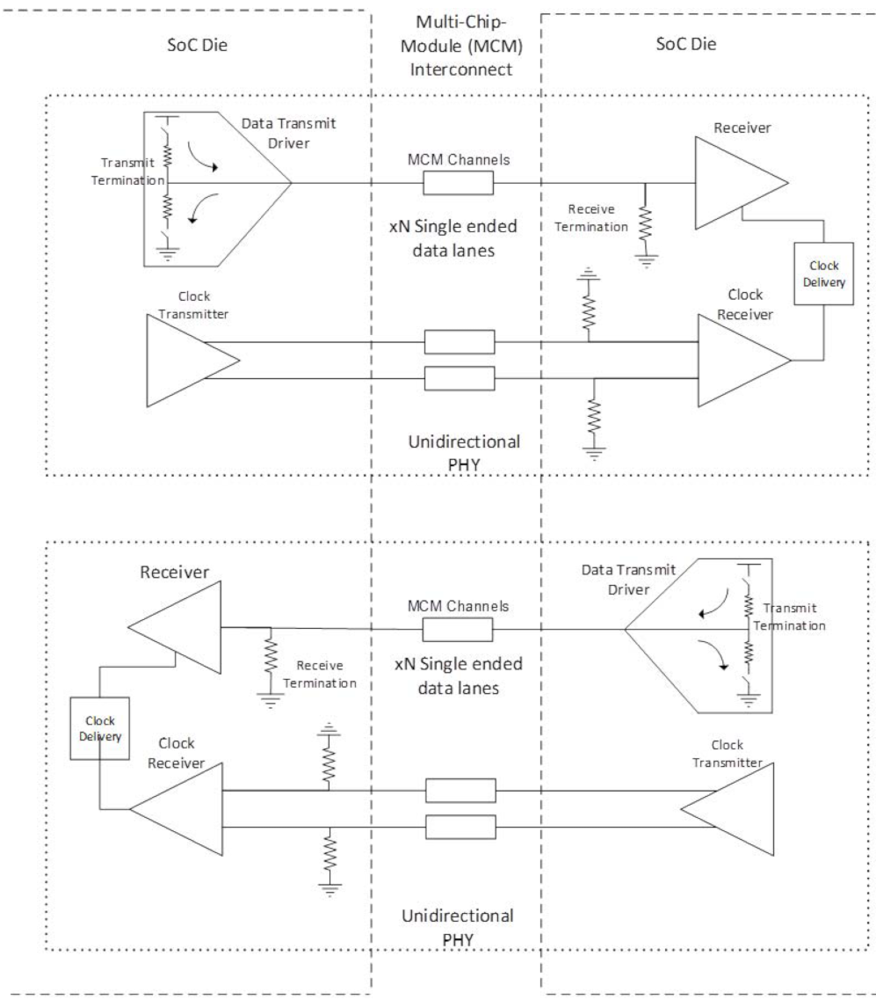 SoC Die
Multi-Chip-
Module (MCM)
Interconnect
SoC Die
Data Transmit
Driver
Transmit
Termination
MCM Channels
xN Single ended
data lanes
Receive
Termination
Receiver
Clock
Delivery
Clock
Transmitter
Clock
Receiver
Unidirectional
PHY
Receiver
Receive
Termination
MCM Channels
xN Single ended
data lanes
Data Transmit
Driver
Transmit
Termination
Clock
Delivery
Clock
Receiver
Clock
Transmitter
Unidirectional
PHY